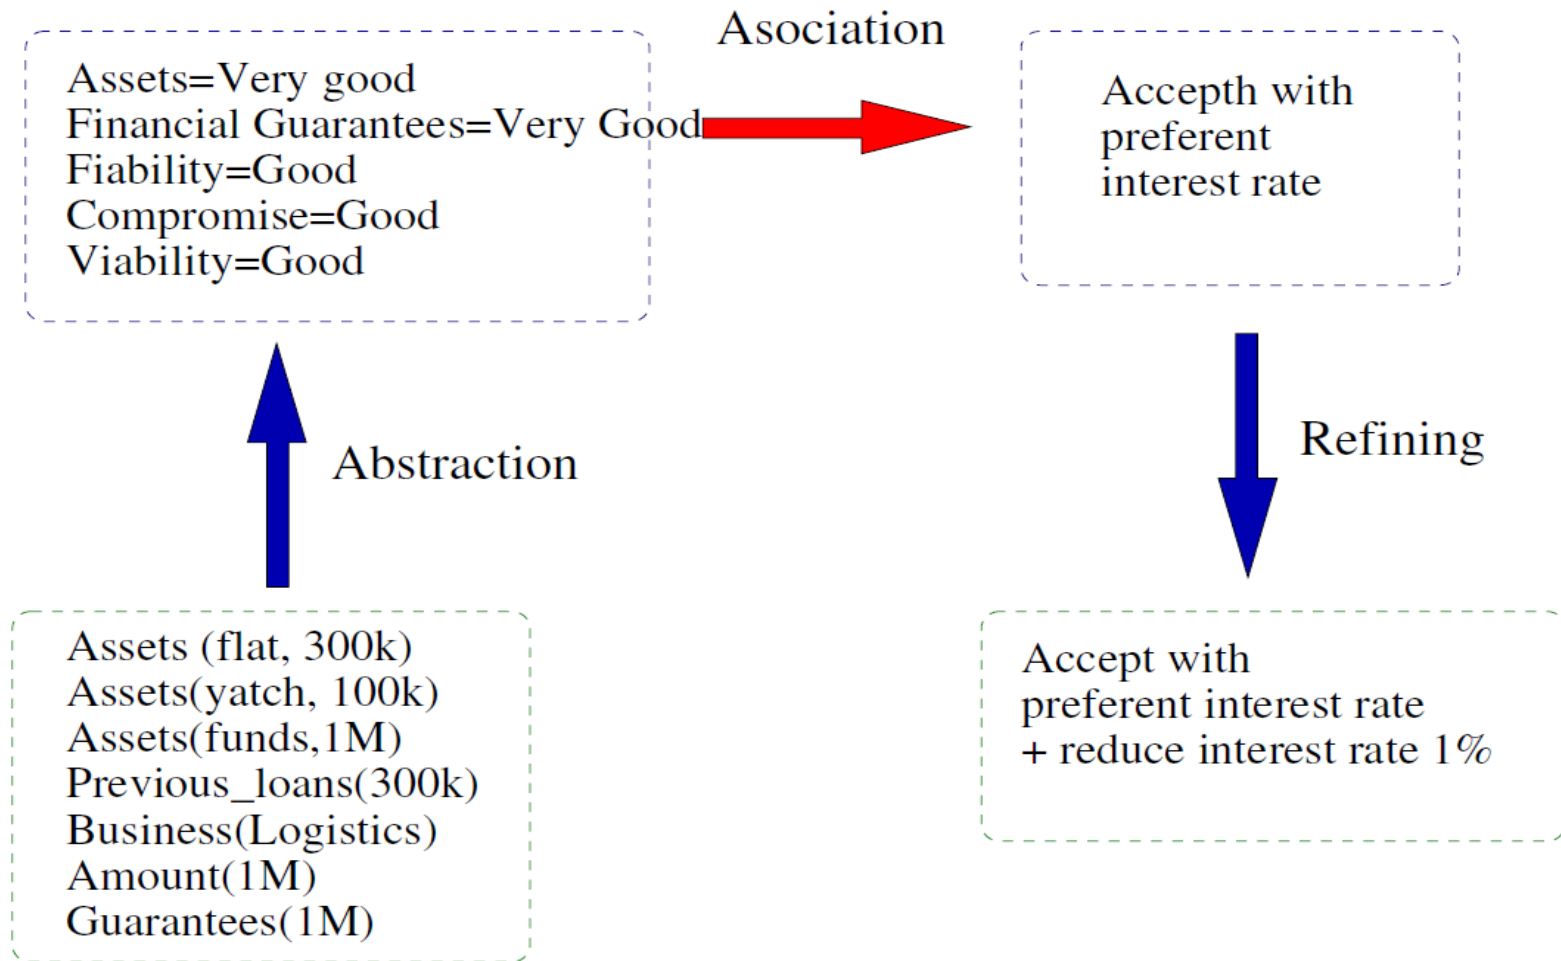 Asociation
Assets=Very good
Financial Guarantees=Very Good
Fiability=Good
Compromise=Good
Viability=Good
Accepth with
preferent
interest rate
Abstraction
Refining
Assets (flat, 300k)
Assets(yatch, 100k)
Assets(funds,1M)
Previous_loans(300k)
Business(Logistics)
Amount(1M)
Guarantees(1M)
Accept with
preferent interest rate
+ reduce interest rate 1%